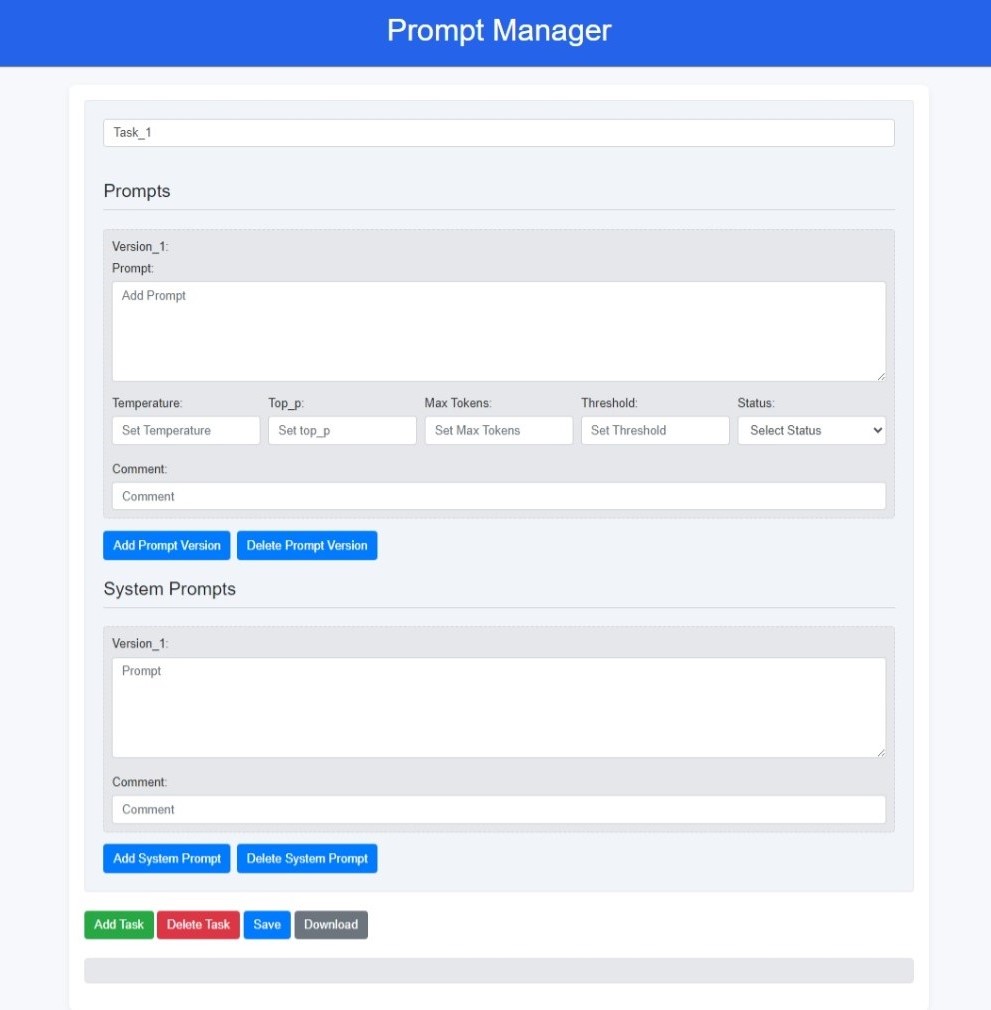 Prompt Manager
Task_1
Prompts
Version_1:
Prompt:
Add Prompt
Temperature: Top_p: Max Tokens: Threshold: Status:
Set Temperature Set top_p Set Max Tokens Set Threshold Select Status
Comment:
Comment
Add Prompt Version Delete Prompt Version
System Prompts
Version_1:
Prompt
Comment:
Comment
Add System Prompt Delete System Prompt
Add Task Delete Task Save Download